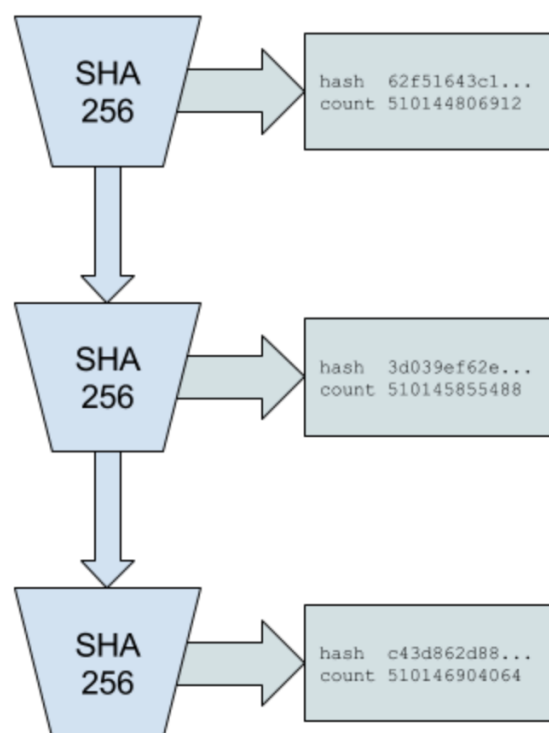 SHA
256
hash 62f51643c1...
count 510144806912
SHA
256
hash 3d039ef62e...
count 510145855488
SHA
256
hash c43d862d88...
count 510146904064